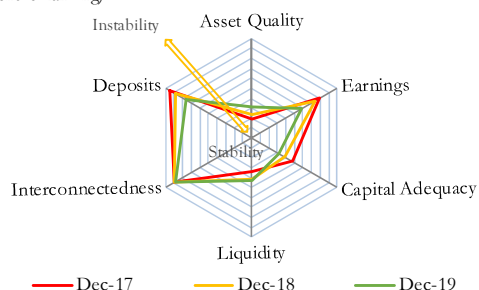 Instability
Asset Quality
Deposits
Earnings
Stability
Interconnectedness
Capital Adequacy
Liquidity
Dec-17 Dec-18 Dec-19